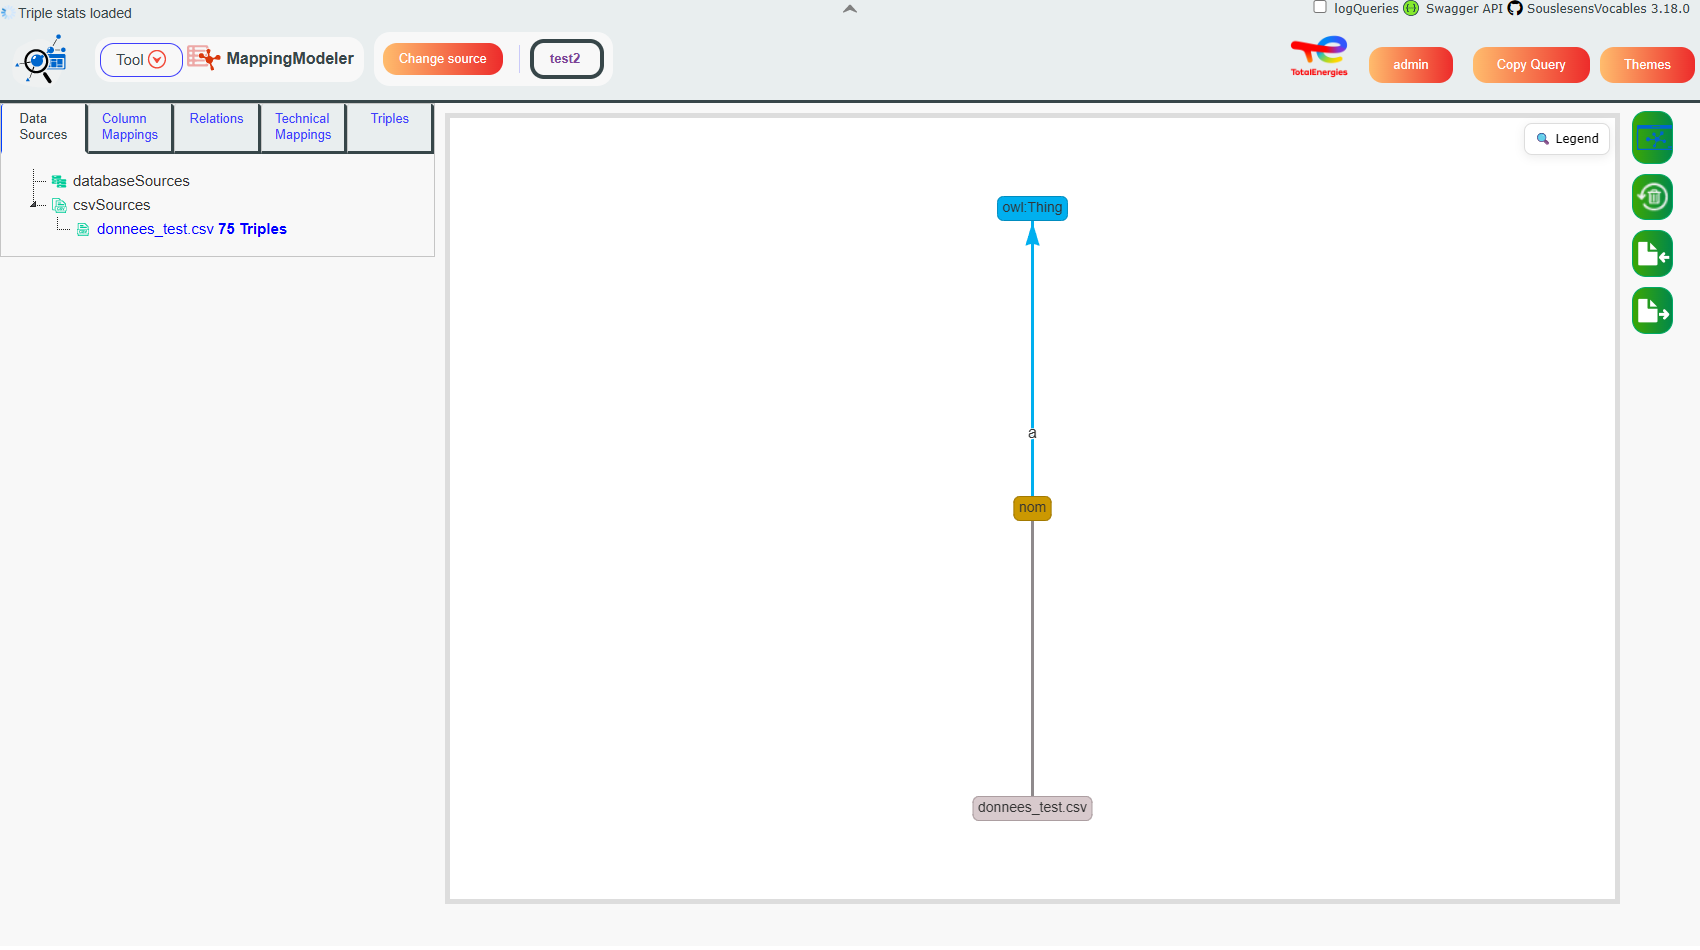 Triple stats loaded
logQueries Swagger API SouslesensVocables 3.18.0
Tool MappingModeler Change source test2
TotalEnergies admin Copy Query Themes
Data Sources
Column Mappings
Relations
Technical Mappings
Triples
databaseSources
csvSources
donnees_test.csv 75 Triples
Legend
owl:Thing
a
nom
donnees_test.csv